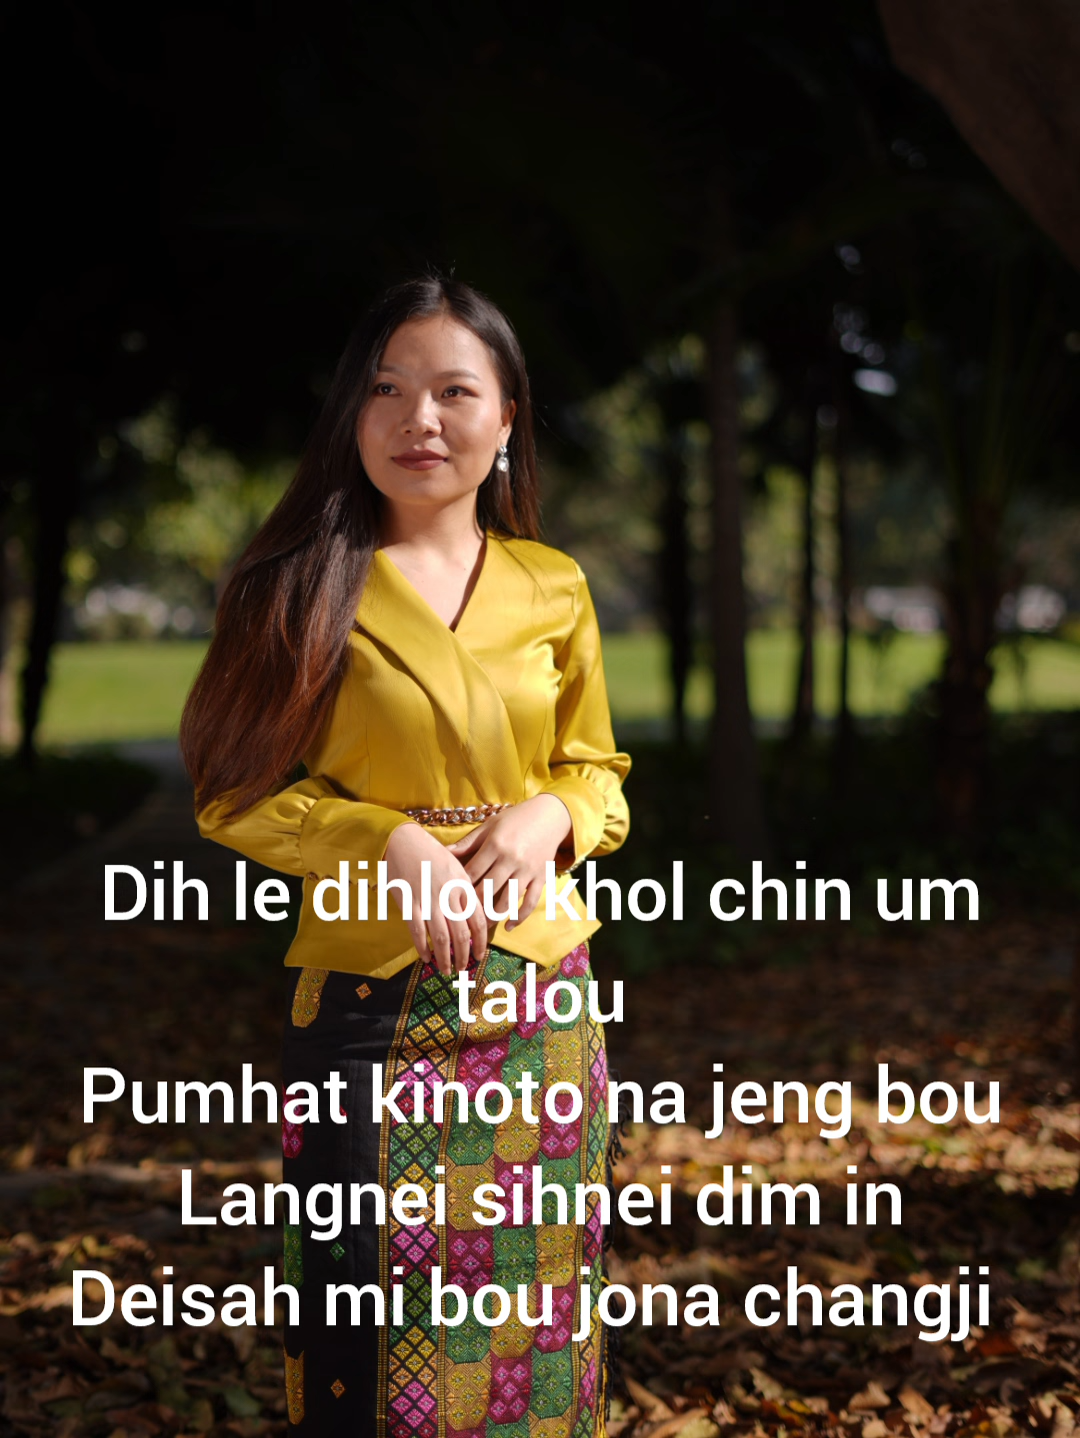 Dih le dihlou khol chin um
talou
Pumhat kinoto na jeng bou
Langnei sihnei dim in
Deisah mi bou jona changji